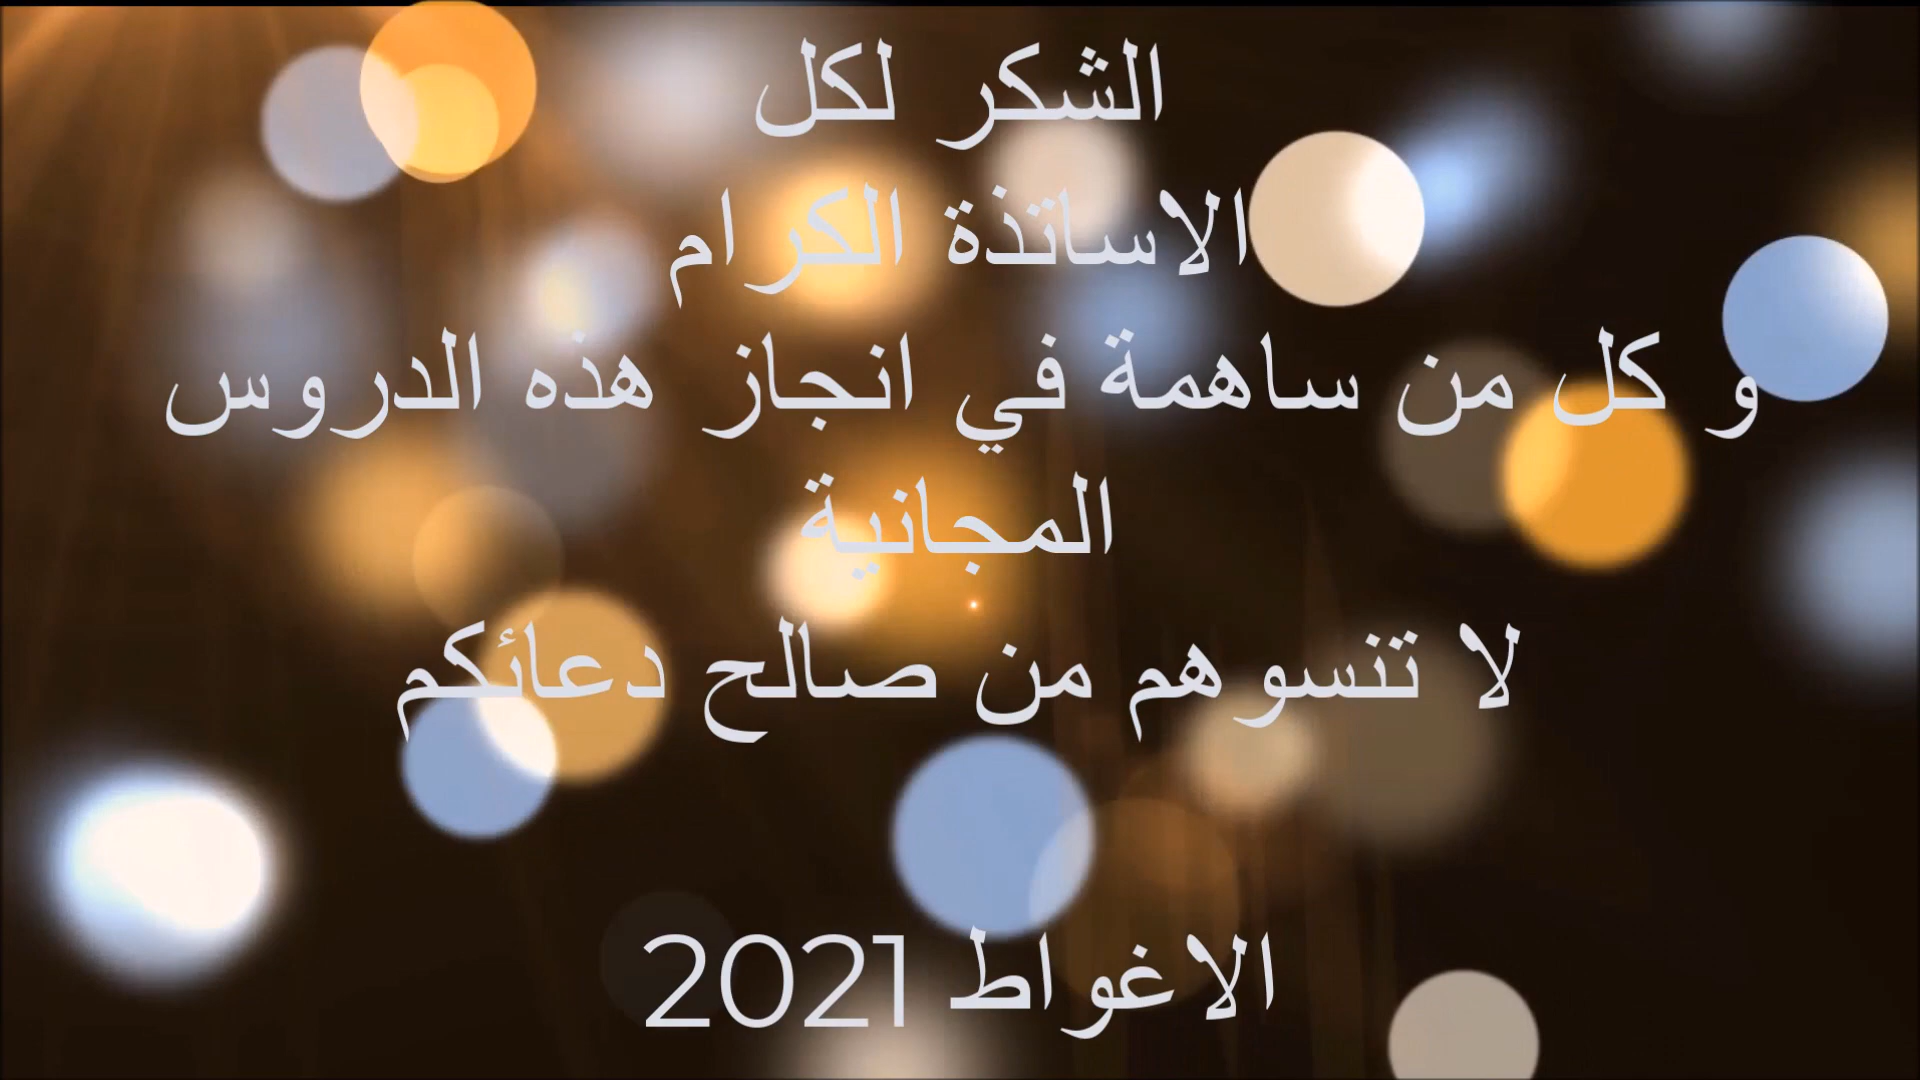 الشكر لكل
الاساتذة الكرام
و كل من ساهمة في انجاز هذه الدروس
المجانية
لا تنسوهم من صالح دعائكم
الاغواط 2021